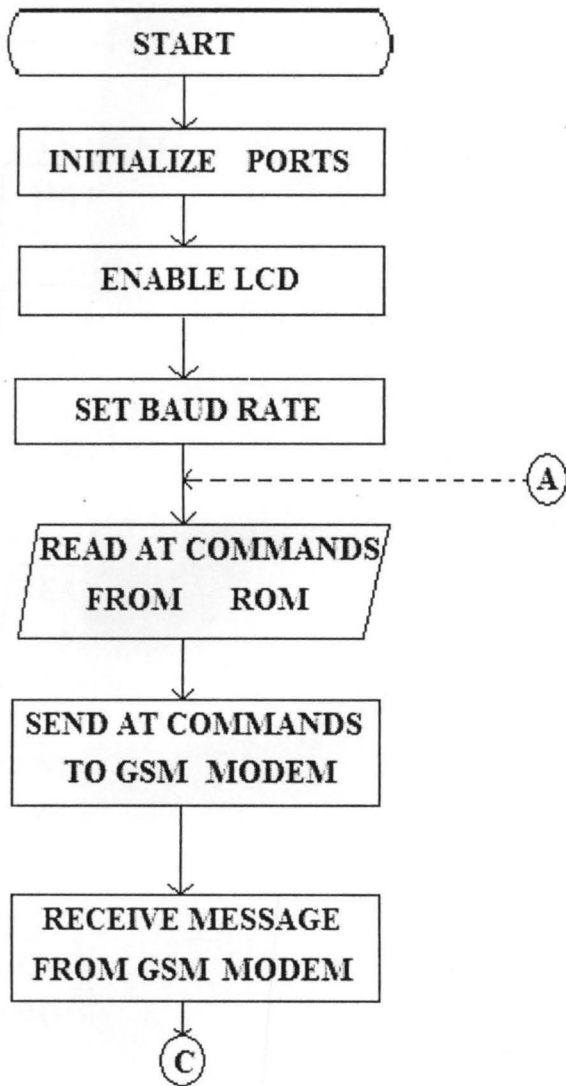 START
INITIALIZE PORTS
ENABLE LCD
SET BAUD RATE
A
READ AT COMMANDS
FROM ROM
SEND AT COMMANDS
TO GSM MODEM
RECEIVE MESSAGE
FROM GSM MODEM
C